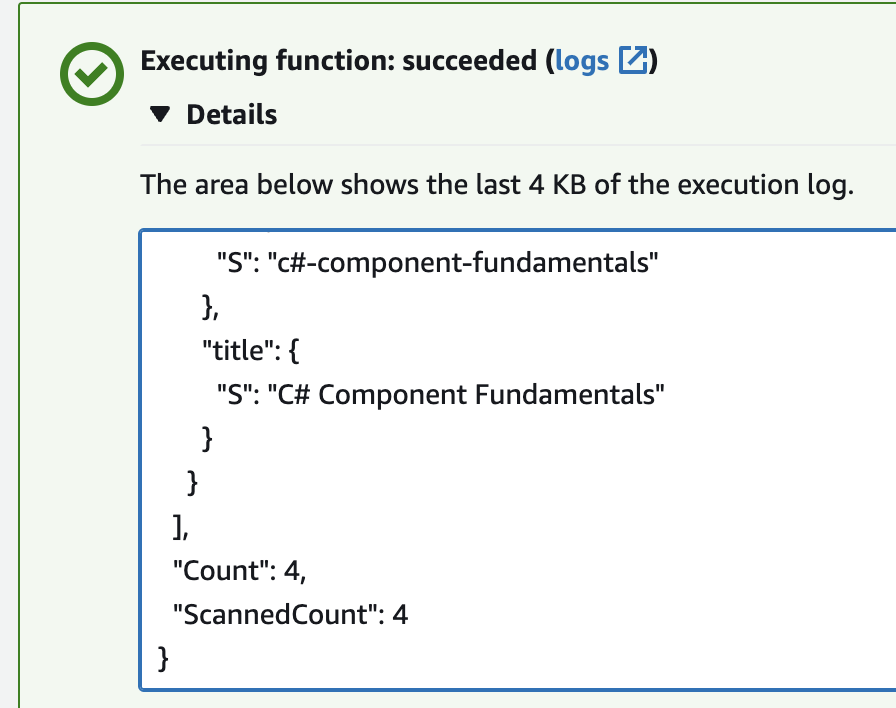 Executing function: succeeded (logs)
Details
The area below shows the last 4 KB of the execution log.
"S": "c#-component-fundamentals"
},
"title": {
"S": "C# Component Fundamentals"
}
}
],
"Count": 4,
"ScannedCount": 4
}